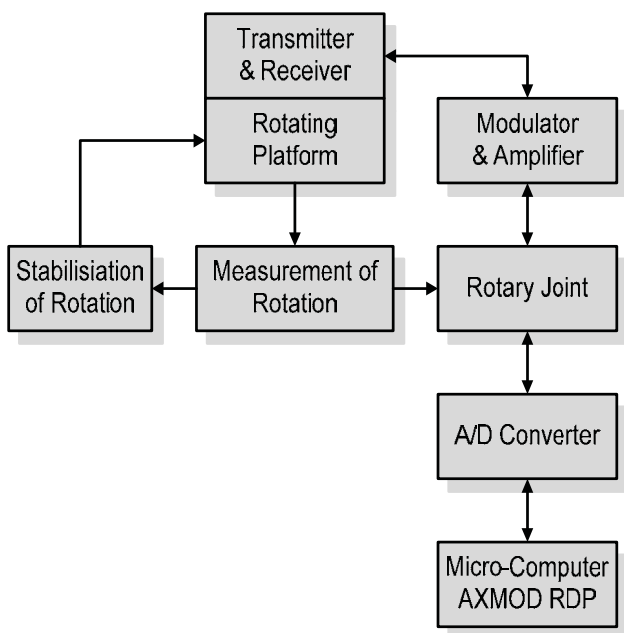 Transmitter
& Receiver
Rotating
Platform
Modulator
& Amplifier
Stabilisiation
of Rotation
Measurement of
Rotation
Rotary Joint
A/D Converter
Micro-Computer
AXMOD RDP